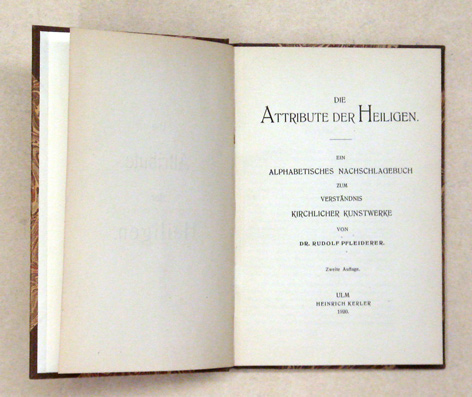 DIE
ATTRIBUTE DER HEILIGEN.
EIN
ALPHABETISCHES NACHSCHLAGEBUCH
ZUM
VERSTÄNDNIS
KIRCHLICHER KUNSTWERKE
VON
DR. RUDOLF PFLEIDERER.
Zweite Auflage.
ULM
HEINRICH KERLER